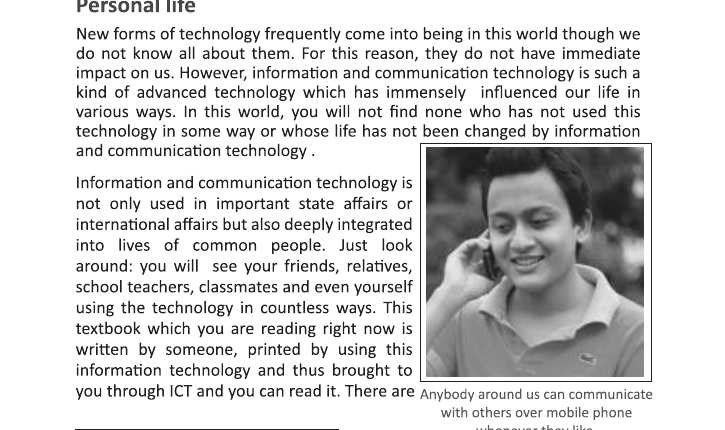 Personal life
New forms of technology frequently come into being in this world though we
do not know all about them. For this reason, they do not have immediate
impact on us. However, information and communication technology is such a
kind of advanced technology which has immensely influenced our life in
various ways. In this world, you will not find none who has not used this
technology in some way or whose life has not been changed by information
and communication technology .
Information and communication technology is
not only used in important state affairs or
international affairs but also deeply integrated
into lives of common people. Just look
around: you will see your friends, relatives,
school teachers, classmates and even yourself
using the technology in countless ways. This
textbook which you are reading right now is
written by someone, printed by using this
information technology and thus brought to
you through ICT and you can read it. There are
Anybody around us can communicate
with others over mobile phone
whenever they like